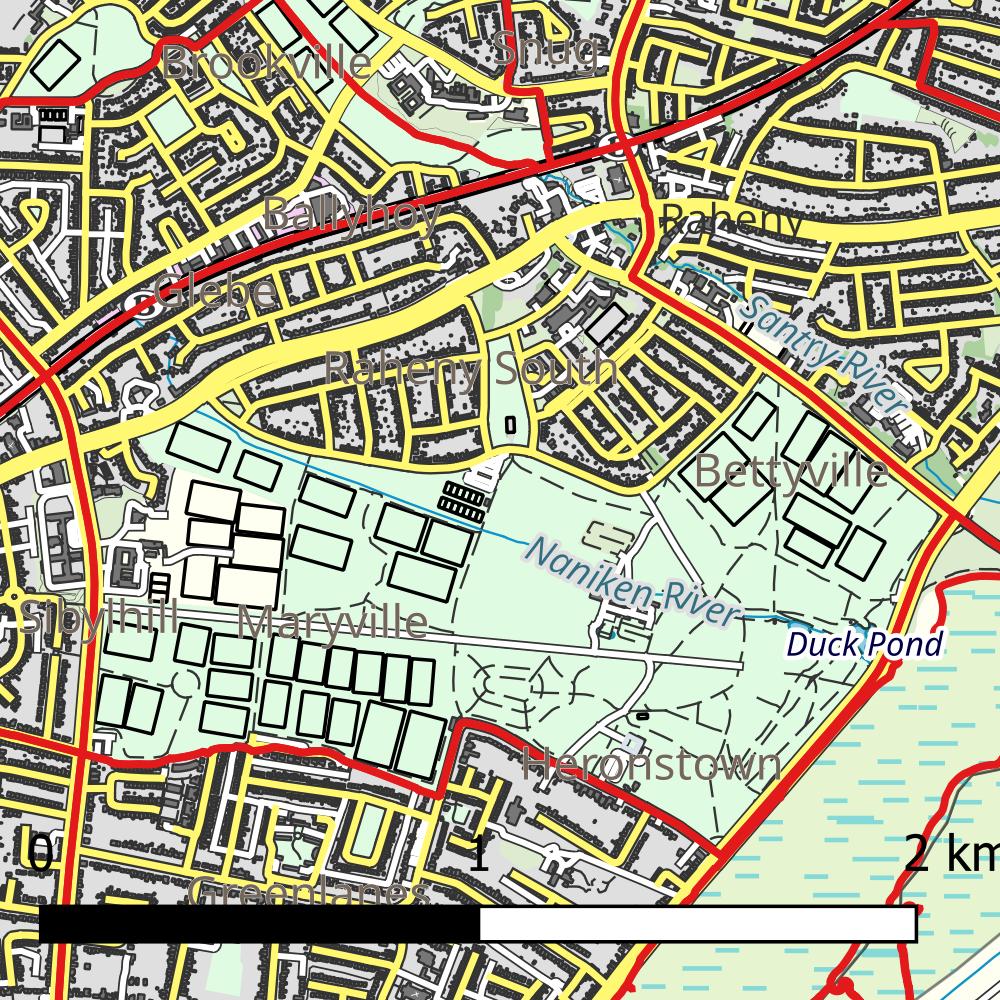 Snug
Brookville
Ballyhoy
Raheny
Glebe
Santry River
Raheny South
Bettyville
Naniken River
Sibylhill
Maryville
Duck Pond
Heronstown
0
1
2 km
Greenlanes